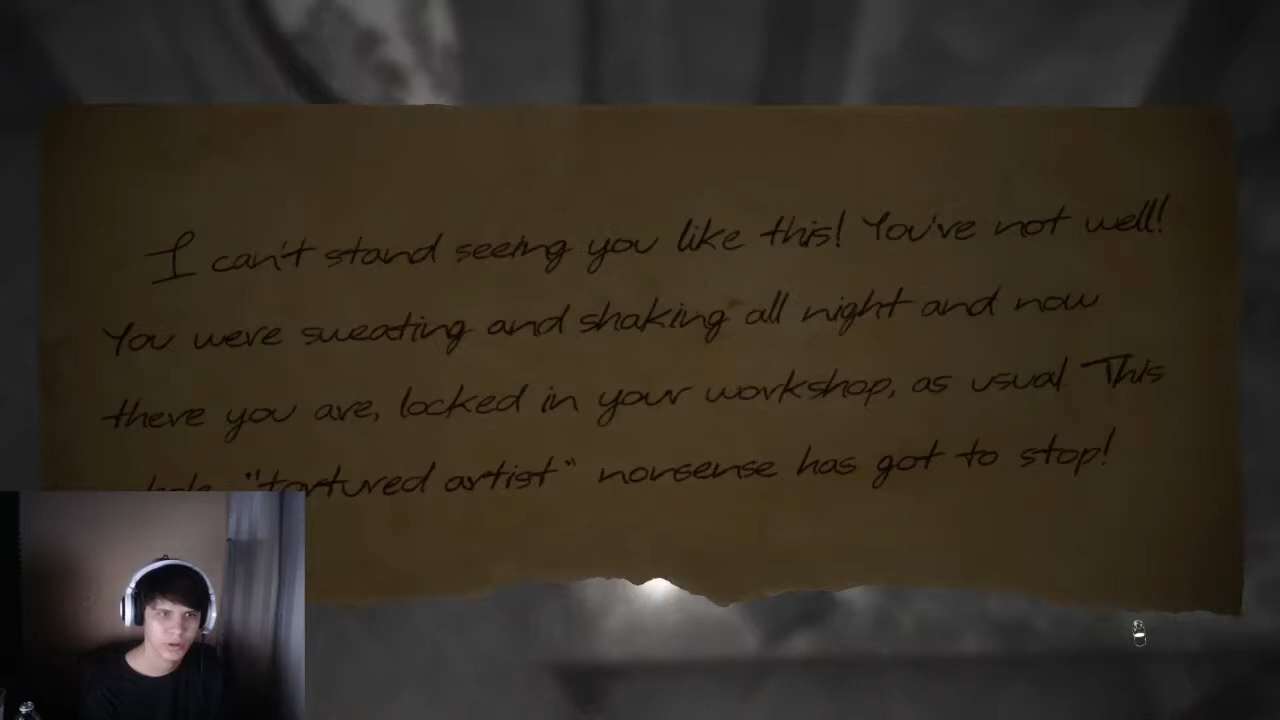 I can't stand seeing you like this! You've not well!
You were sweating and shaking all night and now
there you are, locked in your workshop, as usual. This
"tortured artist" nonsense has got to stop!